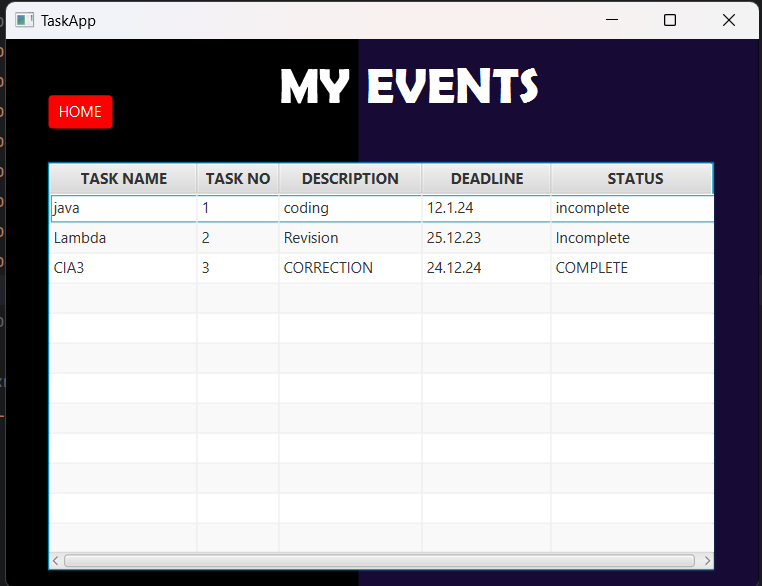 TaskApp
MY EVENTS
HOME
TASK NAME TASK NO DESCRIPTION DEADLINE STATUS
java 1 coding 12.1.24 incomplete
Lambda 2 Revision 25.12.23 Incomplete
CIA3 3 CORRECTION 24.12.24 COMPLETE